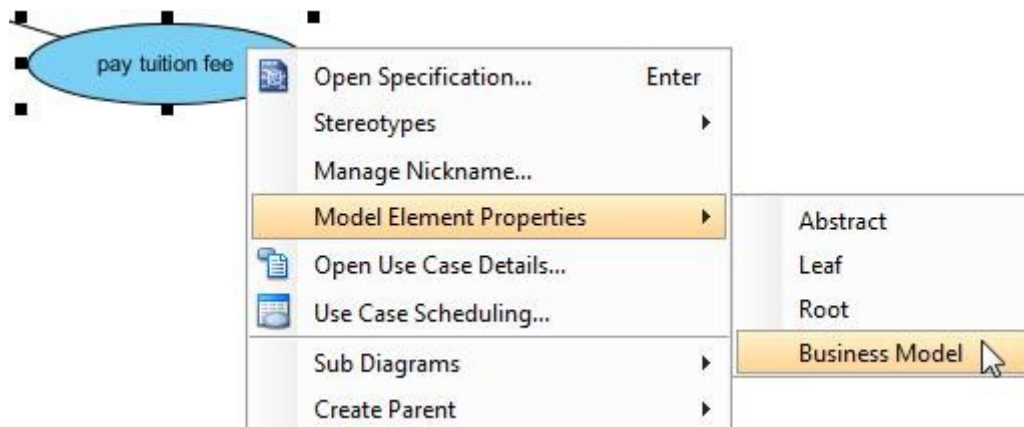 pay tuition fee
Open Specification... Enter
Stereotypes
Manage Nickname...
Model Element Properties
Open Use Case Details...
Use Case Scheduling...
Sub Diagrams
Create Parent
Abstract
Leaf
Root
Business Model